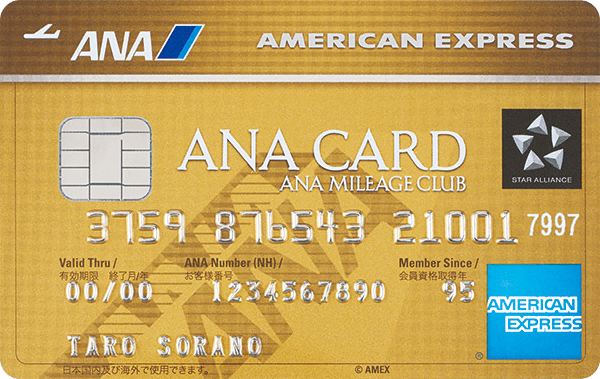 ANA AMERICAN EXPRESS
ANA CARD
ANA MILEAGE CLUB
STAR ALLIANCE
3759 876543 21001 7997
Valid Thru / ANA Number (NH) / Member Since /
有効期限 終了月/年 お客様番号 会員資格取得年
00/00 1234567890 95
AMERICAN EXPRESS
TARO SORANO ®
日本国内及び海外で使用できます。 © AMEX